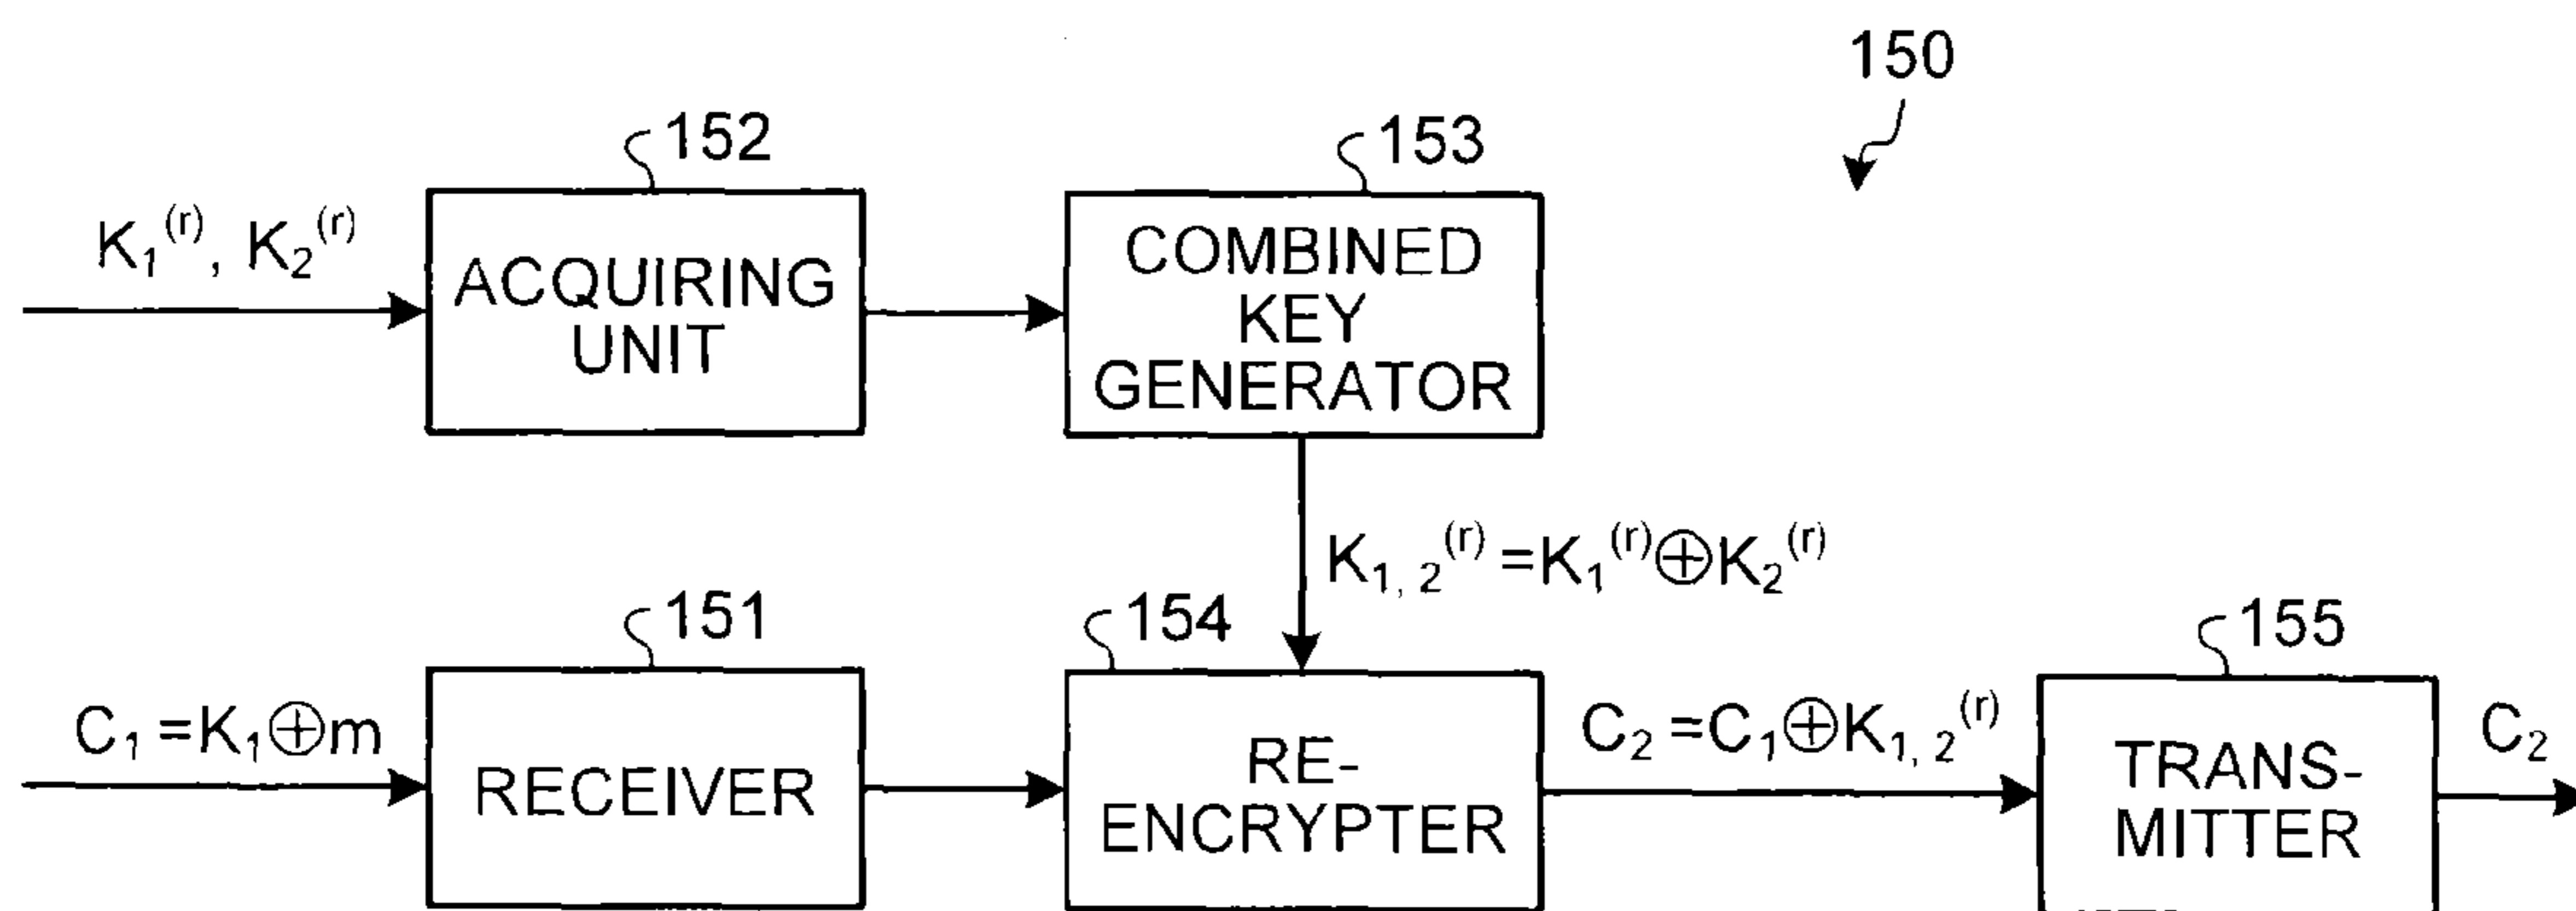 150
152
153
K₁⁽ʳ⁾, K₂⁽ʳ⁾
ACQUIRING
UNIT
COMBINED
KEY
GENERATOR
K₁, ₂⁽ʳ⁾ =K₁⁽ʳ⁾⊕K₂⁽ʳ⁾
151
154
155
C₁ =K₁⊕m
RECEIVER
RE-
ENCRYPTER
C₂ =C₁⊕K₁, ₂⁽ʳ⁾
TRANS-
MITTER
C₂